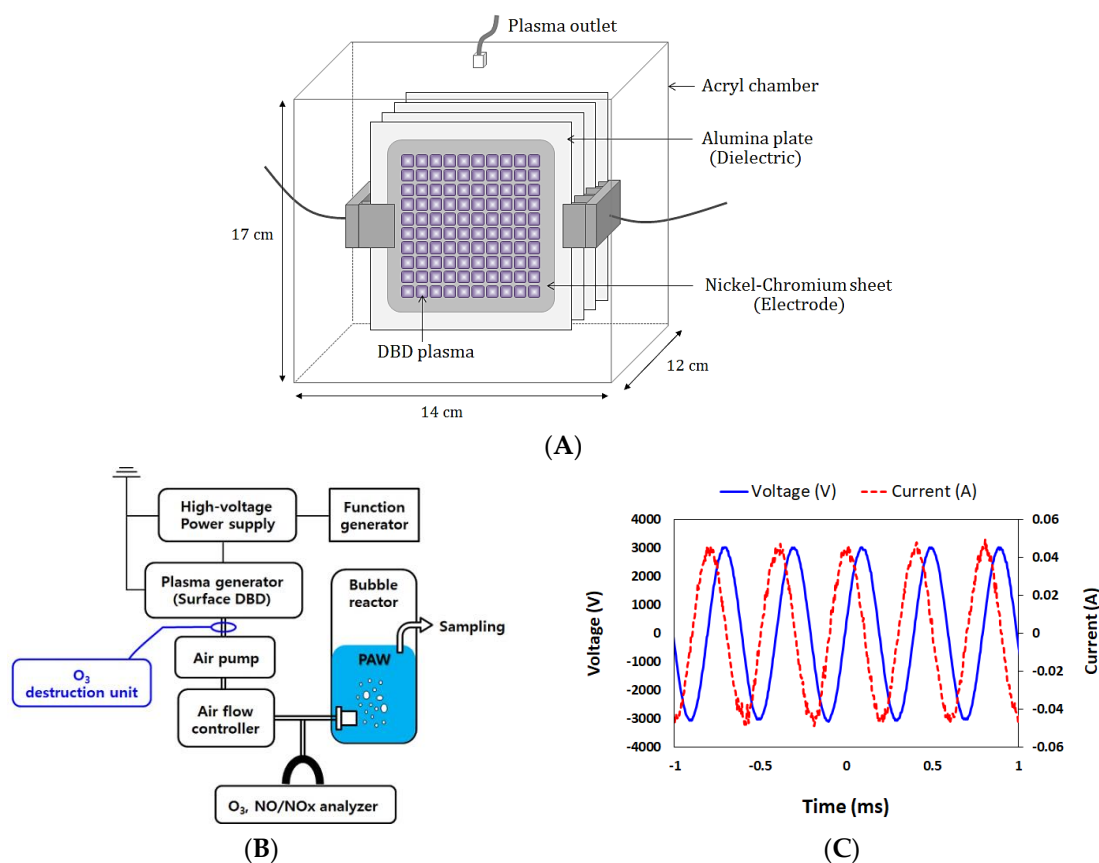 Plasma outlet
Acryl chamber
Alumina plate
(Dielectric)
17 cm
Nickel-Chromium sheet
(Electrode)
DBD plasma
12 cm
14 cm
(A)
High-voltage
Power supply
Function
generator
Plasma generator
(Surface DBD)
Bubble
reactor
Sampling
O₃
destruction unit
Air pump
PAW
Air flow
controller
O₃, NO/NOx analyzer
(B)
Voltage (V)
Current (A)
4000
3000
2000
1000
0
-1000
-2000
-3000
-4000
Voltage (V)
0.06
0.04
0.02
0
-0.02
-0.04
-0.06
Current (A)
-1
-0.5
0
0.5
1
Time (ms)
(C)